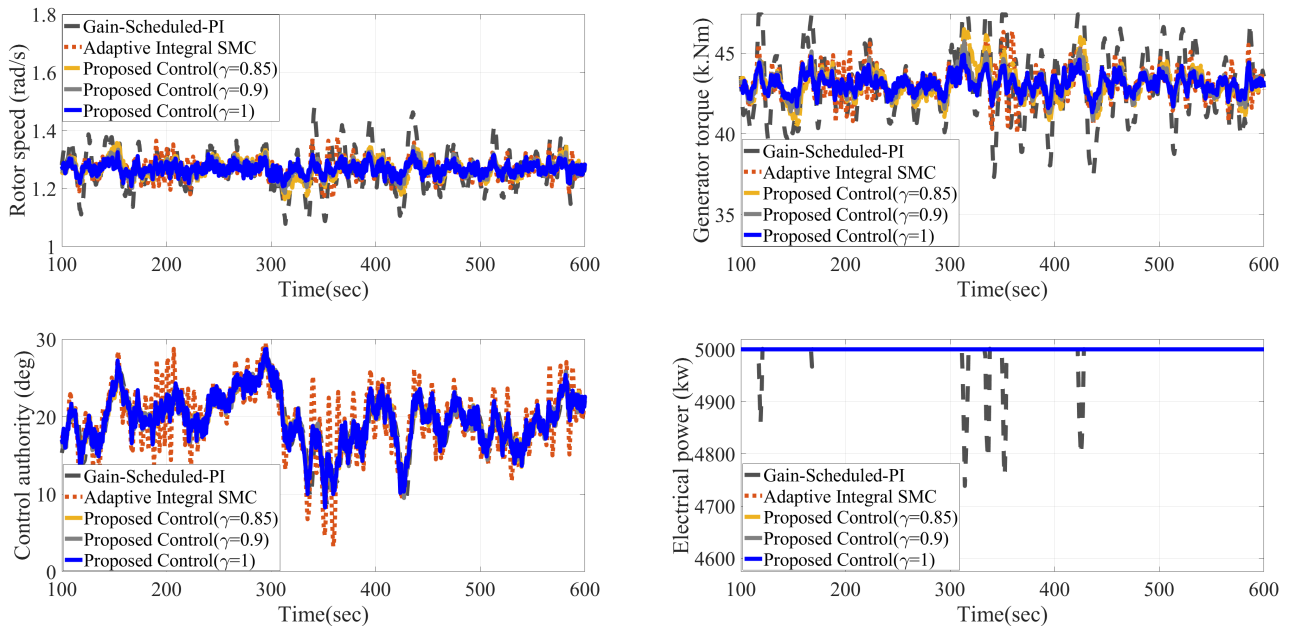 Rotor speed (rad/s)
1.8
1.6
1.4
1.2
1
Gain-Scheduled-PI
Adaptive Integral SMC
Proposed Control(γ=0.85)
Proposed Control(γ=0.9)
Proposed Control(γ=1)
100 200 300 400 500 600
Time(sec)
Generator torque (k.Nm)
45
40
35
Gain-Scheduled-PI
Adaptive Integral SMC
Proposed Control(γ=0.85)
Proposed Control(γ=0.9)
Proposed Control(γ=1)
100 200 300 400 500 600
Time(sec)
Control authority (deg)
30
20
10
0
Gain-Scheduled-PI
Adaptive Integral SMC
Proposed Control(γ=0.85)
Proposed Control(γ=0.9)
Proposed Control(γ=1)
100 200 300 400 500 600
Time(sec)
Electrical power (kw)
5000
4900
4800
4700
4600
Gain-Scheduled-PI
Adaptive Integral SMC
Proposed Control(γ=0.85)
Proposed Control(γ=0.9)
Proposed Control(γ=1)
100 200 300 400 500 600
Time(sec)